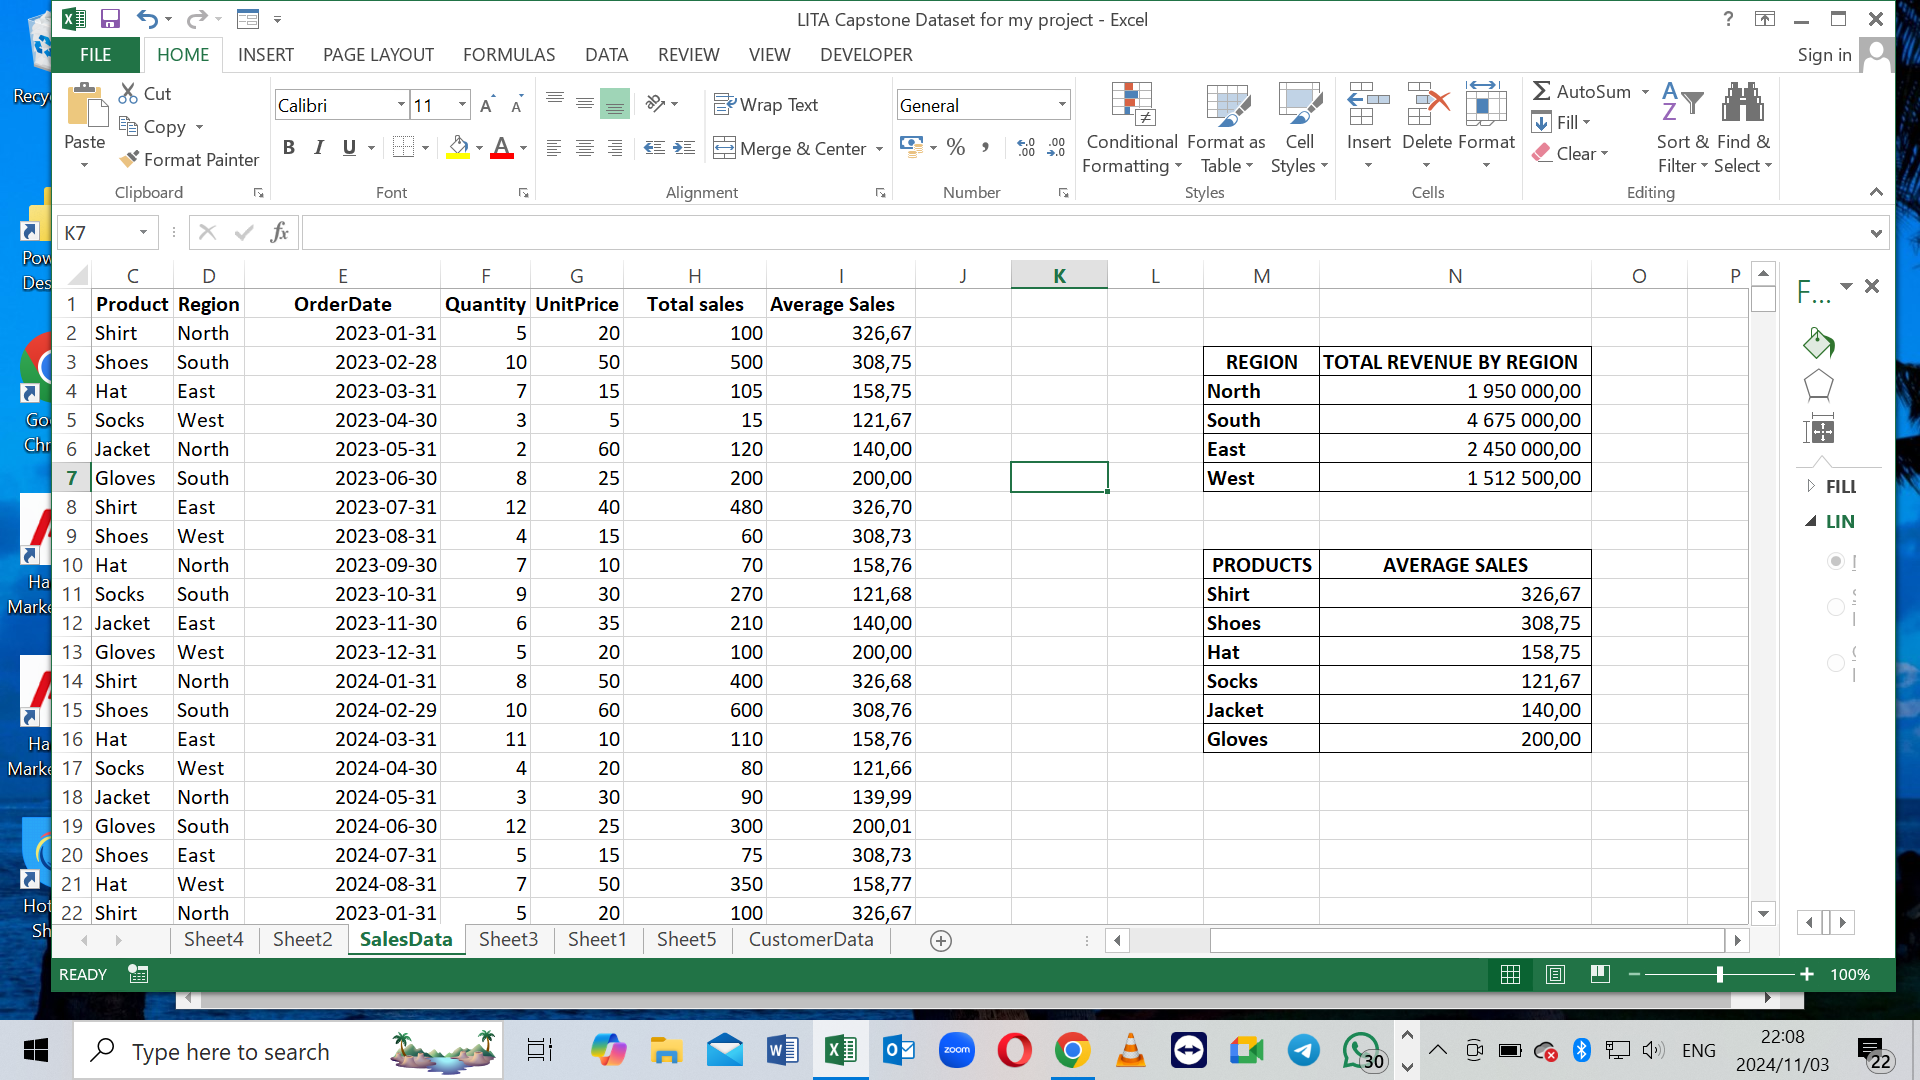 LITA Capstone Dataset for my project - Excel
?
FILE HOME INSERT PAGE LAYOUT FORMULAS DATA REVIEW VIEW DEVELOPER Sign in
Paste Cut
Copy
Format Painter
Clipboard
Calibri 11 A A
B I U A
Font
Wrap Text
Merge & Center
Alignment
General
%
Number
Conditional Formatting
Format as Table
Cell Styles
Styles
Insert Delete Format
Cells
AutoSum
Fill
Clear
Sort & Filter
Find & Select
Editing
K7 fx
C D E F G H I J K L M N O P
1 Product Region OrderDate Quantity UnitPrice Total sales Average Sales
2 Shirt North 2023-01-31 5 20 100 326,67
3 Shoes South 2023-02-28 10 50 500 308,75 REGION TOTAL REVENUE BY REGION
4 Hat East 2023-03-31 7 15 105 158,75 North 1 950 000,00
5 Socks West 2023-04-30 3 5 15 121,67 South 4 675 000,00
6 Jacket North 2023-05-31 2 60 120 140,00 East 2 450 000,00
7 Gloves South 2023-06-30 8 25 200 200,00 West 1 512 500,00
8 Shirt East 2023-07-31 12 40 480 326,70
9 Shoes West 2023-08-31 4 15 60 308,73
10 Hat North 2023-09-30 7 10 70 158,76 PRODUCTS AVERAGE SALES
11 Socks South 2023-10-31 9 30 270 121,68 Shirt 326,67
12 Jacket East 2023-11-30 6 35 210 140,00 Shoes 308,75
13 Gloves West 2023-12-31 5 20 100 200,00 Hat 158,75
14 Shirt North 2024-01-31 8 50 400 326,68 Socks 121,67
15 Shoes South 2024-02-29 10 60 600 308,76 Jacket 140,00
16 Hat East 2024-03-31 11 10 110 158,76 Gloves 200,00
17 Socks West 2024-04-30 4 20 80 121,66
18 Jacket North 2024-05-31 3 30 90 139,99
19 Gloves South 2024-06-30 12 25 300 200,01
20 Shoes East 2024-07-31 5 15 75 308,73
21 Hat West 2024-08-31 7 50 350 158,77
22 Shirt North 2023-01-31 5 20 100 326,67
F...
FILL
LIN
Sheet4 Sheet2 SalesData Sheet3 Sheet1 Sheet5 CustomerData
READY 100%
Recy
Pow
Des
Go
Chr
Ha
Marke
Ha
Marke
Hot
Sh
Type here to search
zoom
30
ENG
22:08
2024/11/03
22